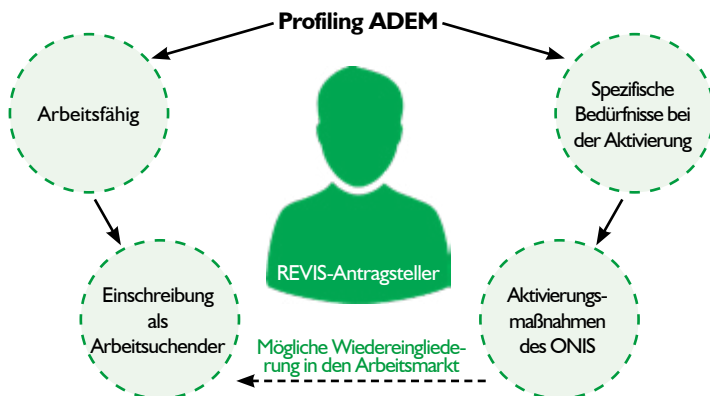 Profiling ADEM
Arbeitsfähig
Spezifische
Bedürfnisse bei
der Aktivierung
REVIS-Antragsteller
Einschreibung
als
Arbeitsuchender
Aktivierungs-
maßnahmen
des ONIS
Mögliche Wiedereingliede-
rung in den Arbeitsmarkt